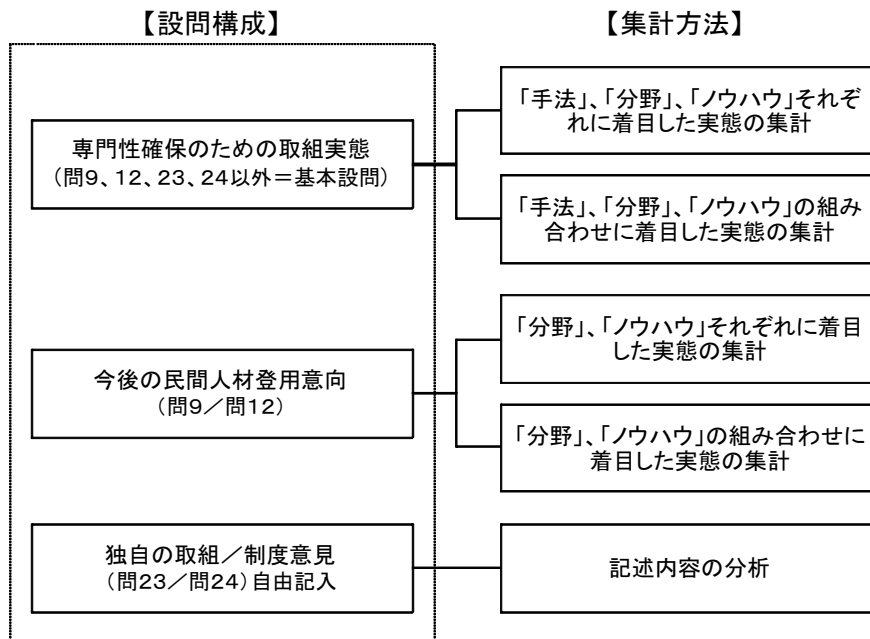 【設問構成】
【集計方法】
専門性確保のための取組実態
(問9、12、23、24以外＝基本設問)
「手法」、「分野」、「ノウハウ」それぞ
れに着目した実態の集計
「手法」、「分野」、「ノウハウ」の組み
合わせに着目した実態の集計
今後の民間人材登用意向
(問9／問12)
「分野」、「ノウハウ」それぞれに着目
した実態の集計
「分野」、「ノウハウ」の組み合わせに
着目した実態の集計
独自の取組／制度意見
(問23／問24)自由記入
記述内容の分析